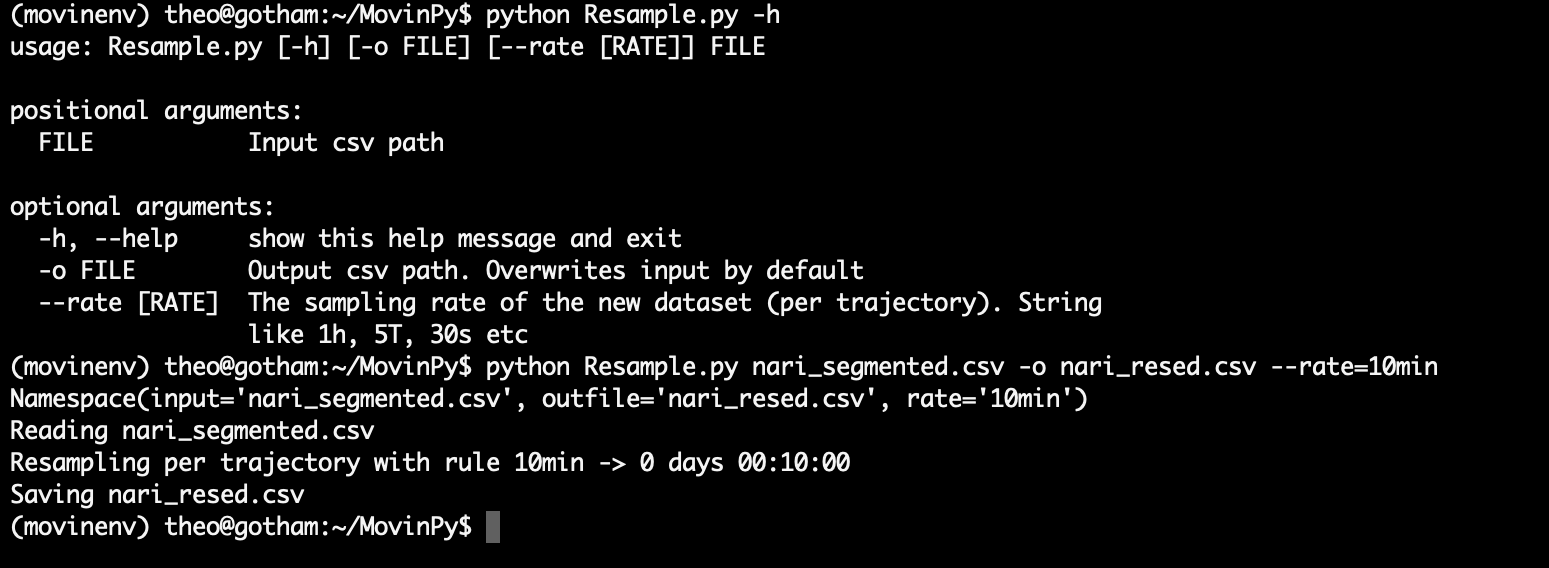 (movinenv) theo@gotham:~/MovinPy$ python Resample.py -h
usage: Resample.py [-h] [-o FILE] [--rate [RATE]] FILE
positional arguments:
  FILE           Input csv path
optional arguments:
  -h, --help     show this help message and exit
  -o FILE        Output csv path. Overwrites input by default
  --rate [RATE]  The sampling rate of the new dataset (per trajectory). String
                 like 1h, 5T, 30s etc
(movinenv) theo@gotham:~/MovinPy$ python Resample.py nari_segmented.csv -o nari_resed.csv --rate=10min
Namespace(input='nari_segmented.csv', outfile='nari_resed.csv', rate='10min')
Reading nari_segmented.csv
Resampling per trajectory with rule 10min -> 0 days 00:10:00
Saving nari_resed.csv
(movinenv) theo@gotham:~/MovinPy$